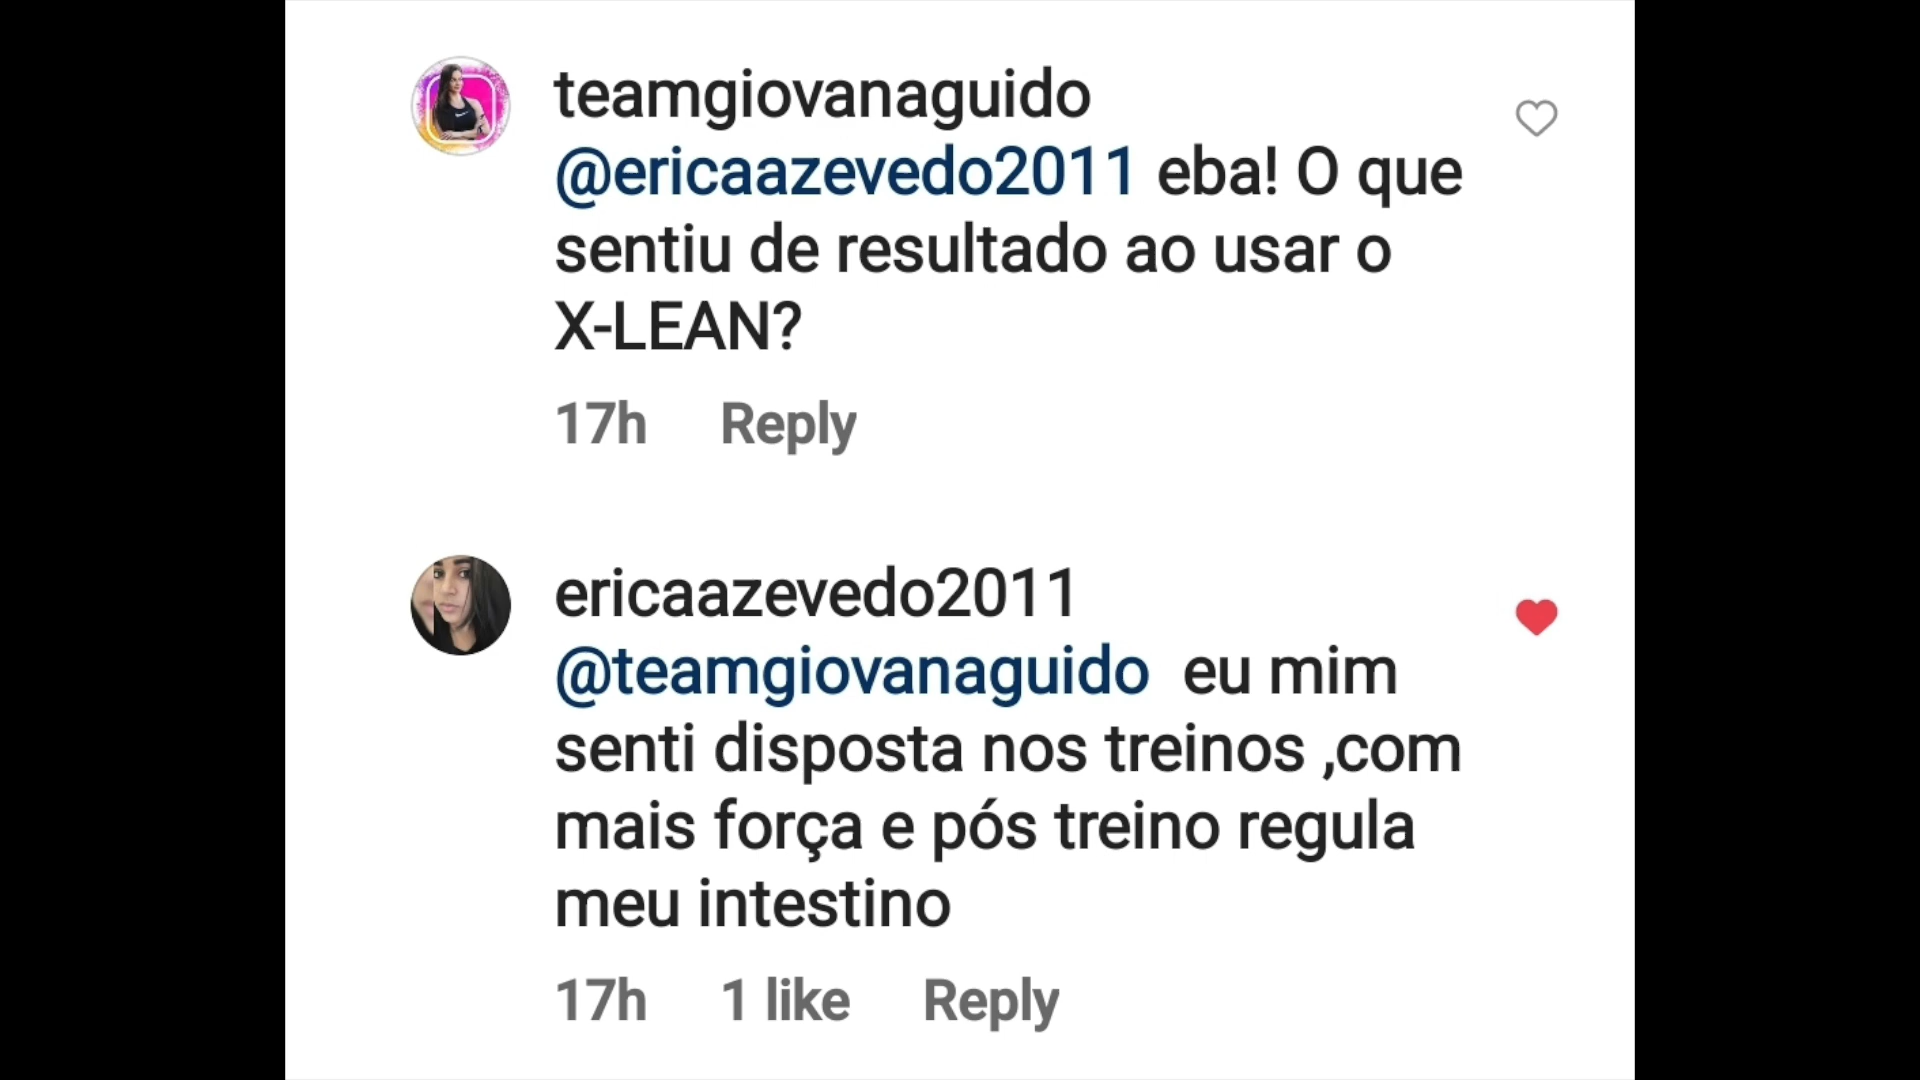 teamgiovanaguido
@ericaazevedo2011 eba! O que
sentiu de resultado ao usar o
X-LEAN?
17h Reply
ericaazevedo2011
@teamgiovanaguido  eu mim
senti disposta nos treinos ,com
mais força e pós treino regula
meu intestino
17h 1 like Reply